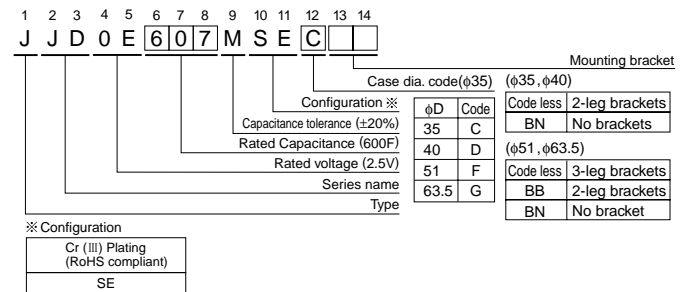 1 2 3 4 5 6 7 8 9 10 11 12 13 14
J J D 0 E 6 0 7 M S E C
Mounting bracket
Case dia. code(φ35)
Configuration ※
Capacitance tolerance (±20%)
Rated Capacitance (600F)
Rated voltage (2.5V)
Series name
Type
φD Code
35 C
40 D
51 F
63.5 G
(φ35,φ40)
Code less 2-leg brackets
BN No brackets
(φ51,φ63.5)
Code less 3-leg brackets
BB 2-leg brackets
BN No bracket
※Configuration
Cr (Ⅲ) Plating
(RoHS compliant)
SE